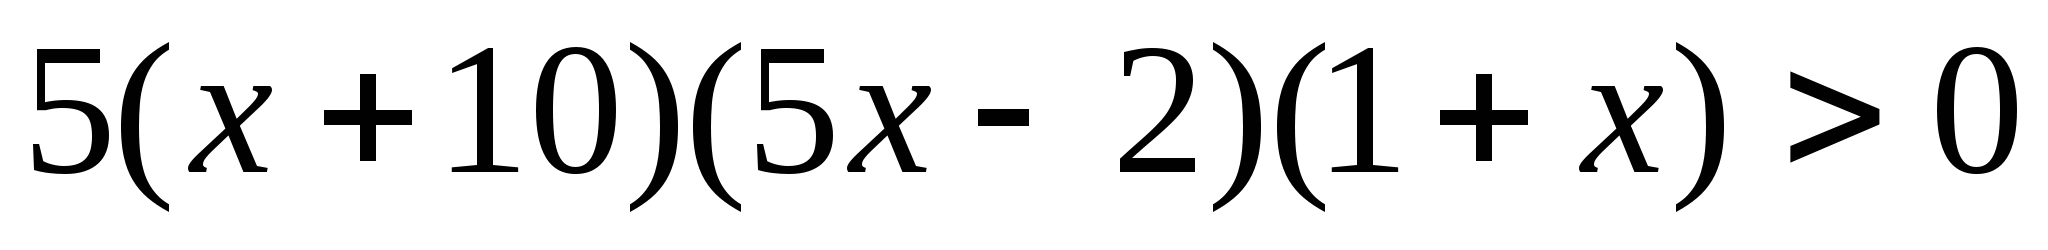 5(x + 10)(5x - 2)(1 + x) > 0